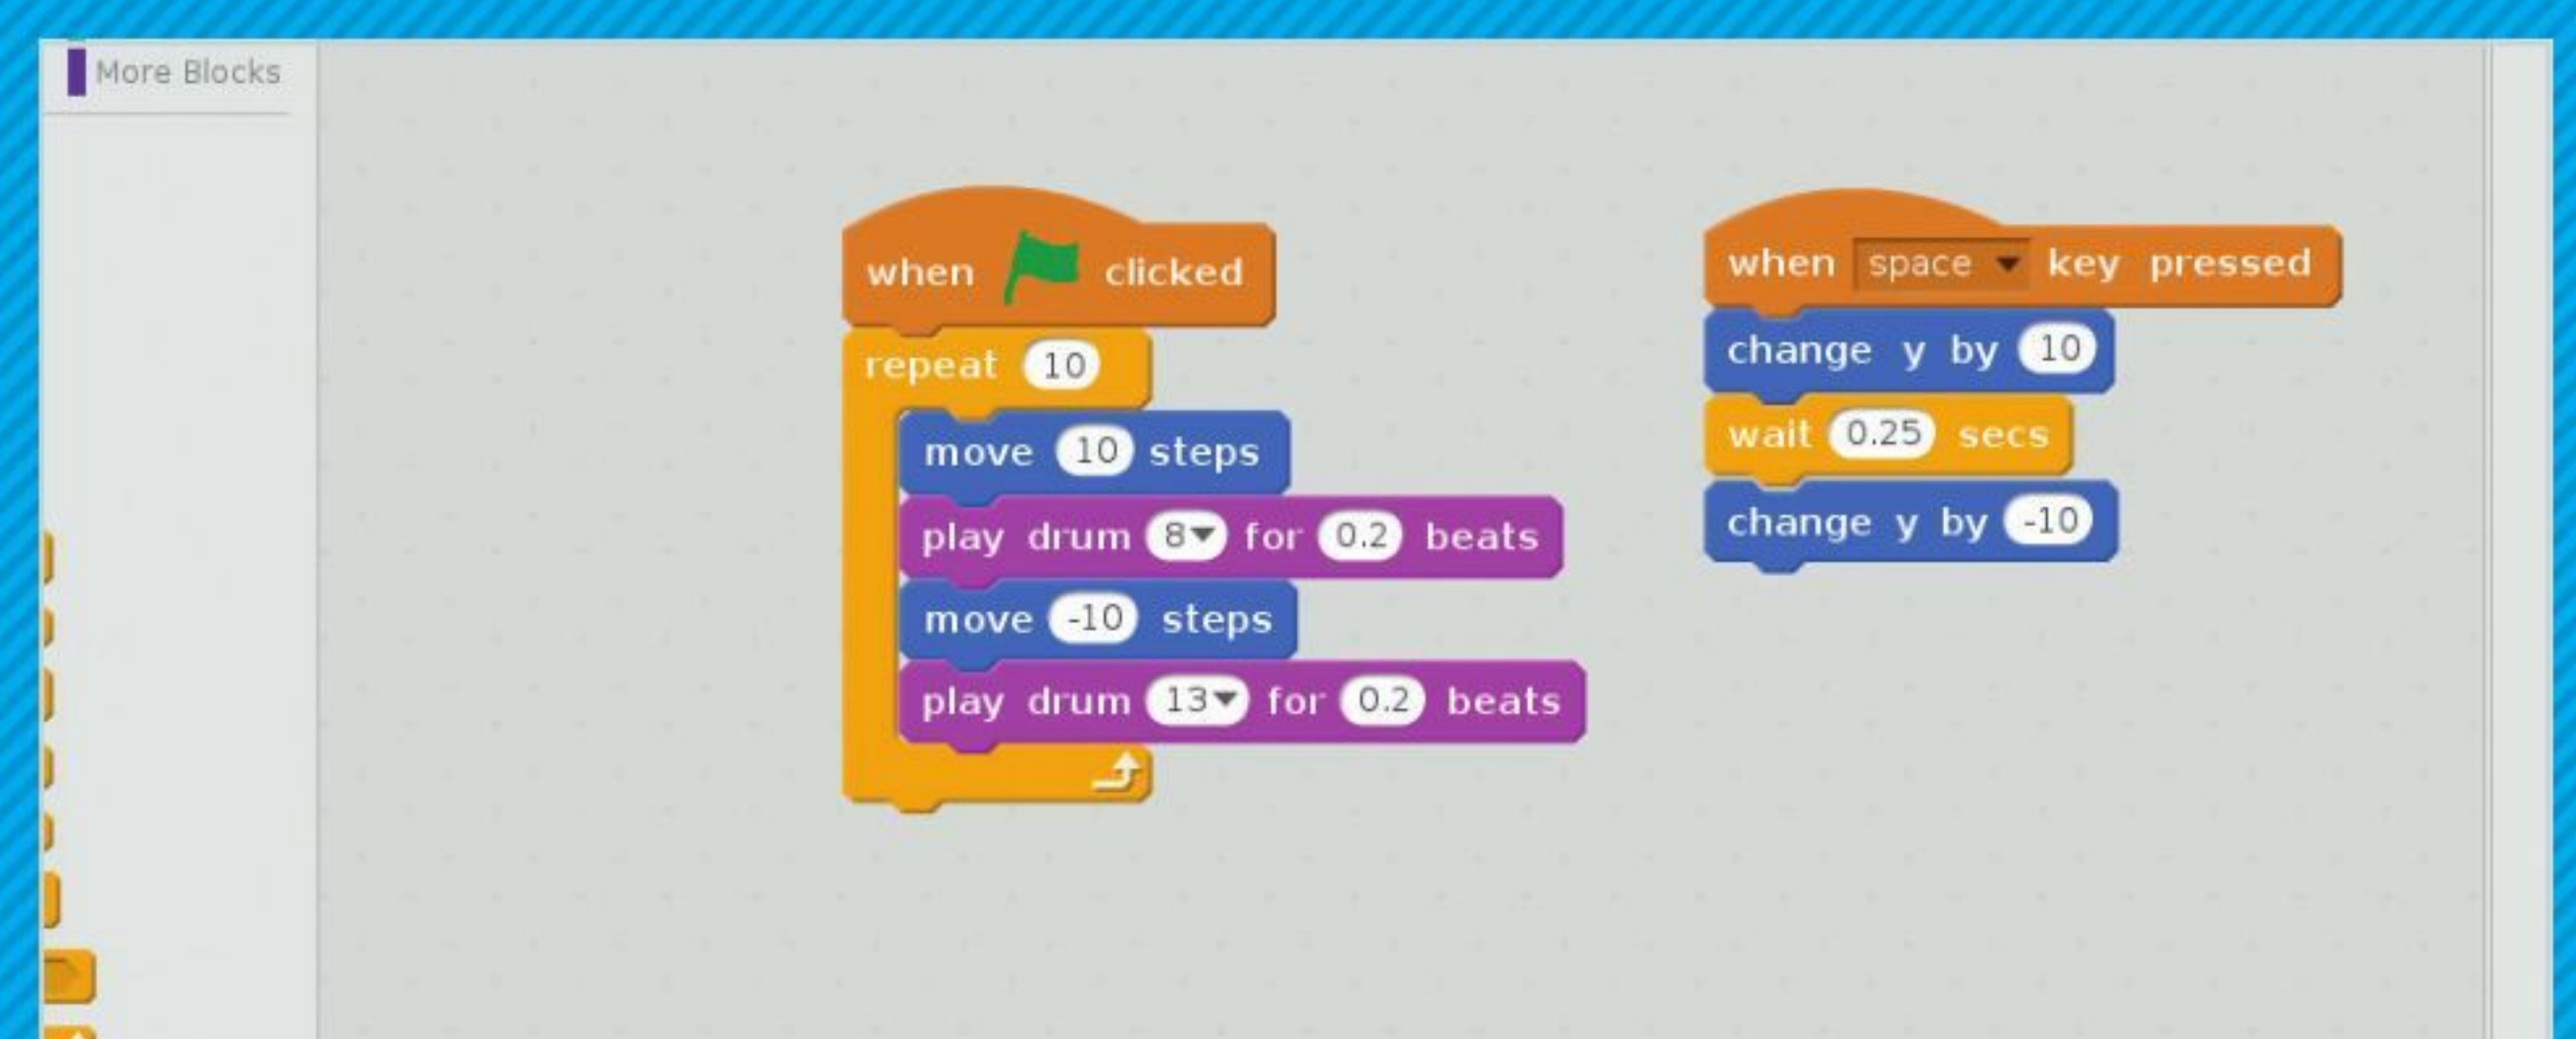 More Blocks
when clicked
repeat 10
move 10 steps
play drum 8 for 0.2 beats
move -10 steps
play drum 13 for 0.2 beats
when space key pressed
change y by 10
wait 0.25 secs
change y by -10